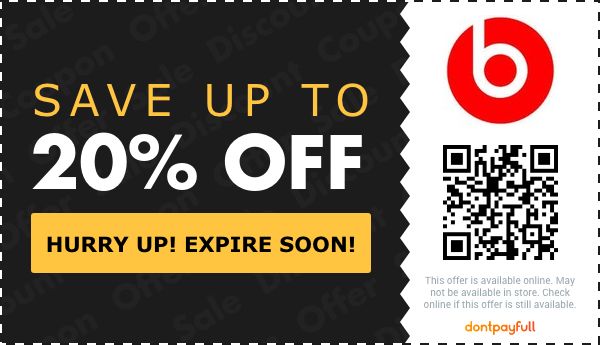 SAVE UP TO
20% OFF
HURRY UP! EXPIRE SOON!
b
This offer is available online. May
not be available in store. Check
online if this offer is still available.
dontpayfull